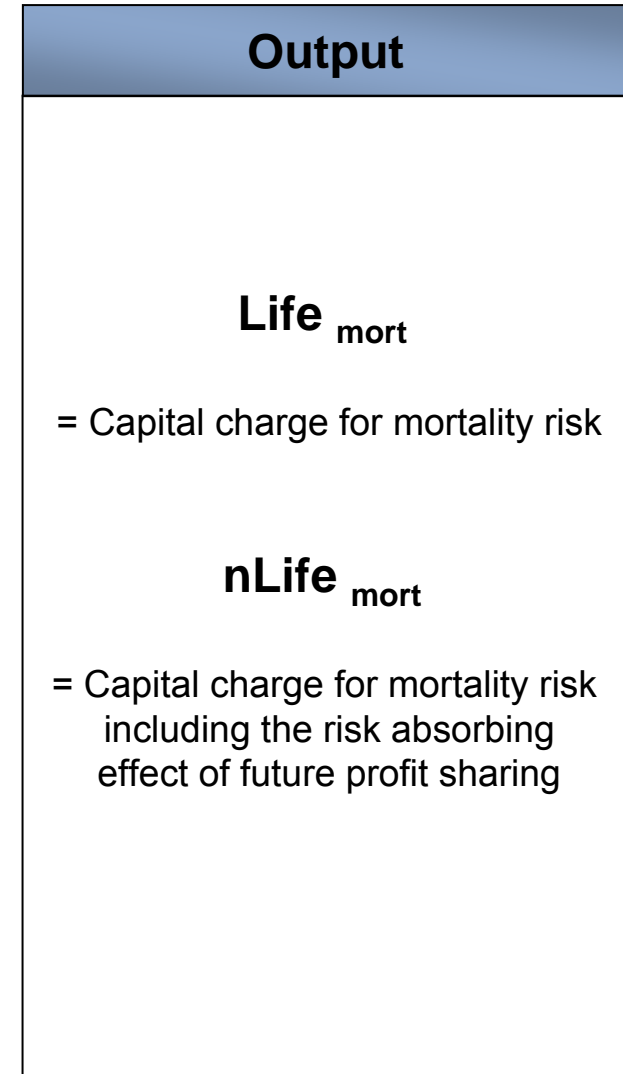 Output
Life mort
= Capital charge for mortality risk
nLife mort
= Capital charge for mortality risk
including the risk absorbing
effect of future profit sharing